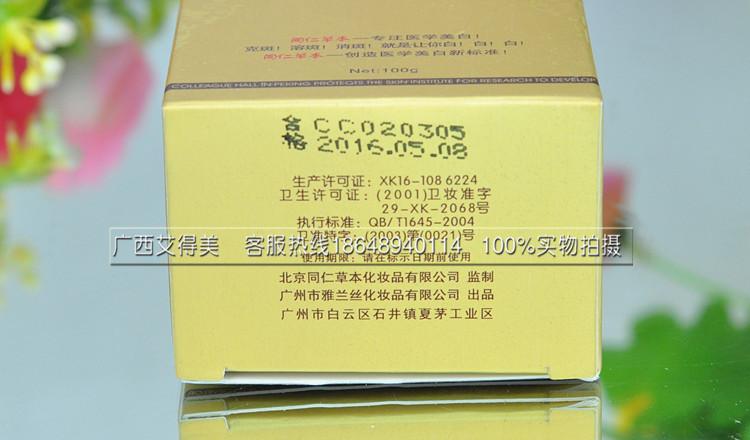 同仁草本—专注医学美白!
克斑!溶斑!消斑!就是让你白!白!白!
同仁草本—创造医学美白新标准!
Net:100g
COLLEAGUE HALL IN PEKING PROTECTS THE SKIN INSTITUTE FOR RESEARCH TO DEVELOP
合格 CC020305
2016.05.08
生产许可证: XK16-108 6224
卫生许可证: (2001)卫妆准字
29-XK-2068号
执行标准: QB/T1645-2004
卫准特字: (2003)第(0021)号
广西艾得美 客服热线18648940114 100%实物拍摄
使用期限: 请在标示日期前使用
北京同仁草本化妆品有限公司 监制
广州市雅兰丝化妆品有限公司 出品
广州市白云区石井镇夏茅工业区